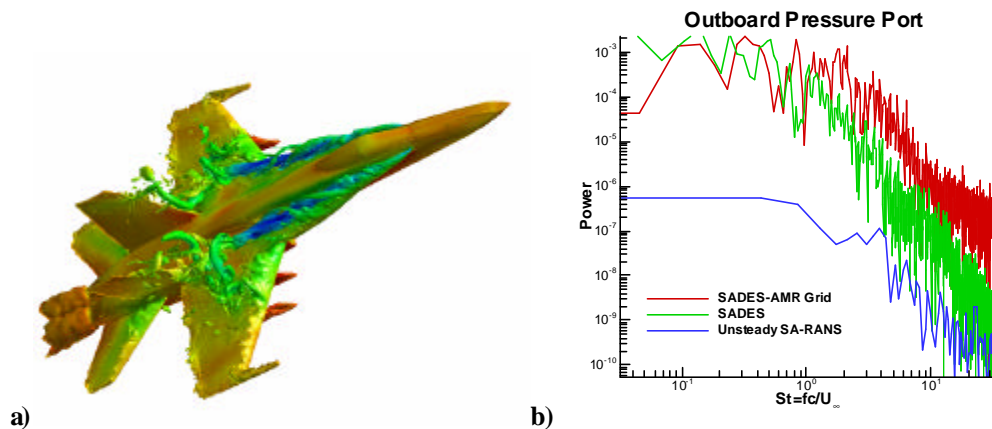 a)
b)
Outboard Pressure Port
Power
10⁻³
10⁻⁴
10⁻⁵
10⁻⁶
10⁻⁷
10⁻⁸
10⁻⁹
10⁻¹⁰
SADES-AMR Grid
SADES
Unsteady SA-RANS
10⁻¹
10⁰
10¹
St=fc/U∞